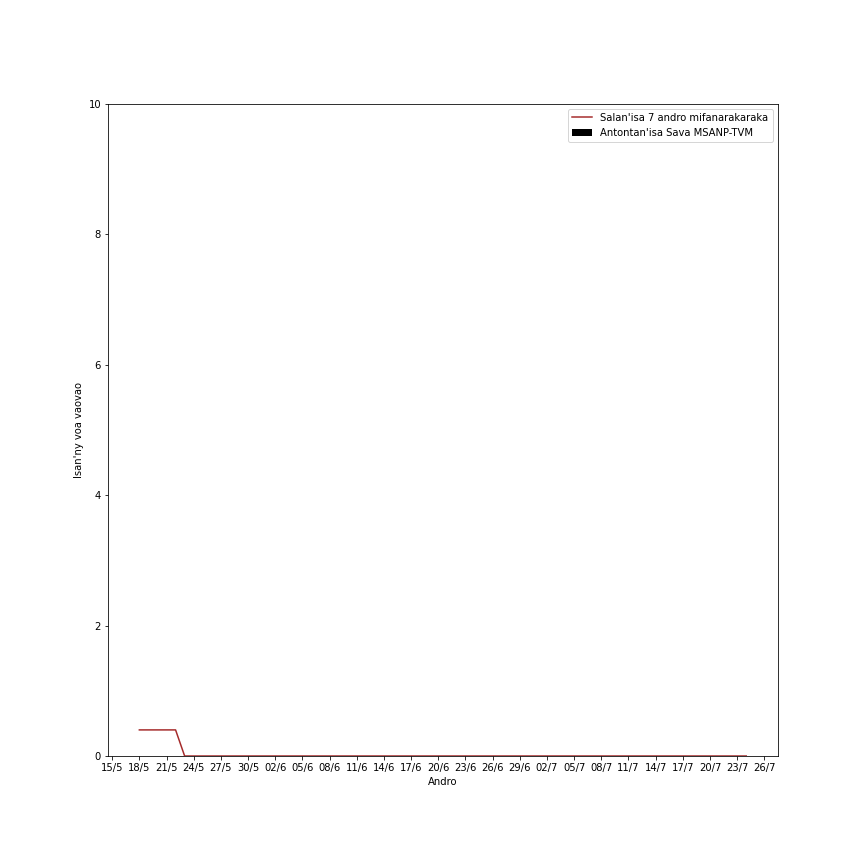 Salan'isa 7 andro mifanarakaraka
Antontan'isa Sava MSANP-TVM
10
8
6
4
2
0
Isan'ny voa vaovao
15/5 18/5 21/5 24/5 27/5 30/5 02/6 05/6 08/6 11/6 14/6 17/6 20/6 23/6 26/6 29/6 02/7 05/7 08/7 11/7 14/7 17/7 20/7 23/7 26/7
Andro